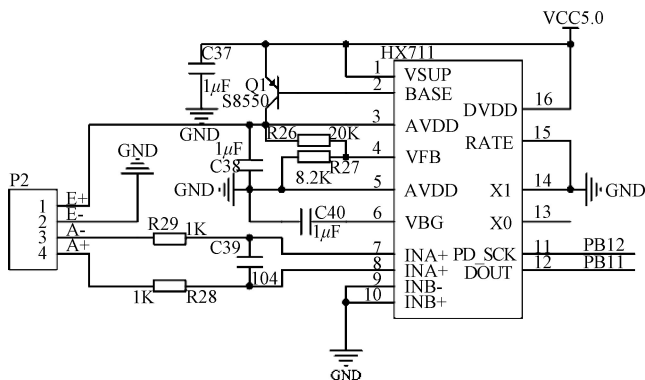 VCC5.0
C37
1μF
GND
Q1
S8550
HX711
1 VSUP
2 BASE
3 AVDD
4 VFB
5 AVDD
6 VBG
7 INA+
8 INA+
9 INB-
10 INB+
DVDD 16
RATE 15
X1 14
X0 13
PD_SCK 11 PB12
DOUT 12 PB11
GND
R26 20K
R27
8.2K
1μF
C38
GND
C40
1μF
GND
P2
1 E+
2 E-
3 A-
4 A+
R29 1K
C39
104
1K R28
GND